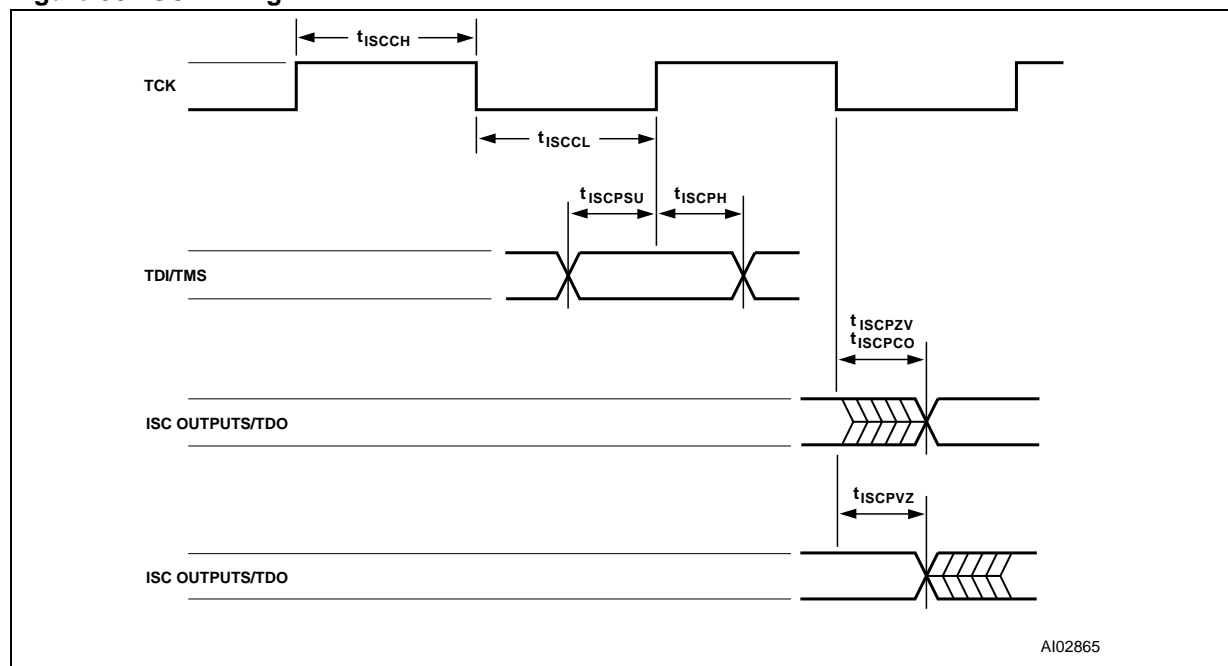 tISCCH
TCK
tISCCL
tISCPSU
tISCPH
TDI/TMS
tISCPZV
tISCPCO
ISC OUTPUTS/TDO
tISCPVZ
ISC OUTPUTS/TDO
AI02865